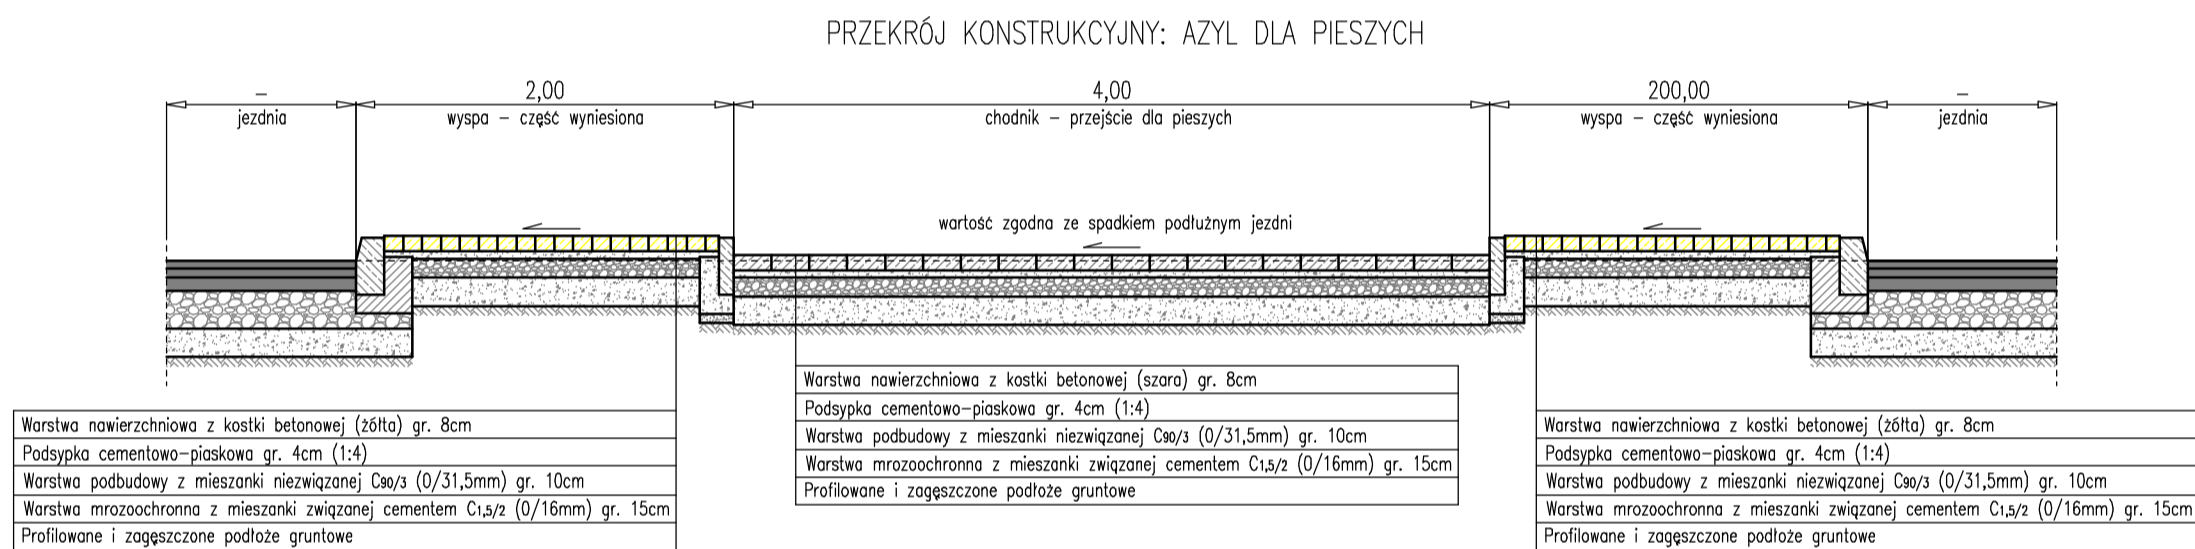 PRZEKRÓJ KONSTRUKCYJNY: AZYL DLA PIESZYCH
– 2,00 4,00 200,00 –
jezdnia wyspa – część wyniesiona chodnik – przejście dla pieszych wyspa – część wyniesiona jezdnia
wartość zgodna ze spadkiem podłużnym jezdni
Warstwa nawierzchniowa z kostki betonowej (żółta) gr. 8cm
Podsypka cementowo-piaskowa gr. 4cm (1:4)
Warstwa podbudowy z mieszanki niezwiązanej C90/3 (0/31,5mm) gr. 10cm
Warstwa mrozoochronna z mieszanki związanej cementem C1,5/2 (0/16mm) gr. 15cm
Profilowane i zagęszczone podłoże gruntowe
Warstwa nawierzchniowa z kostki betonowej (szara) gr. 8cm
Podsypka cementowo-piaskowa gr. 4cm (1:4)
Warstwa podbudowy z mieszanki niezwiązanej C90/3 (0/31,5mm) gr. 10cm
Warstwa mrozoochronna z mieszanki związanej cementem C1,5/2 (0/16mm) gr. 15cm
Profilowane i zagęszczone podłoże gruntowe
Warstwa nawierzchniowa z kostki betonowej (żółta) gr. 8cm
Podsypka cementowo-piaskowa gr. 4cm (1:4)
Warstwa podbudowy z mieszanki niezwiązanej C90/3 (0/31,5mm) gr. 10cm
Warstwa mrozoochronna z mieszanki związanej cementem C1,5/2 (0/16mm) gr. 15cm
Profilowane i zagęszczone podłoże gruntowe